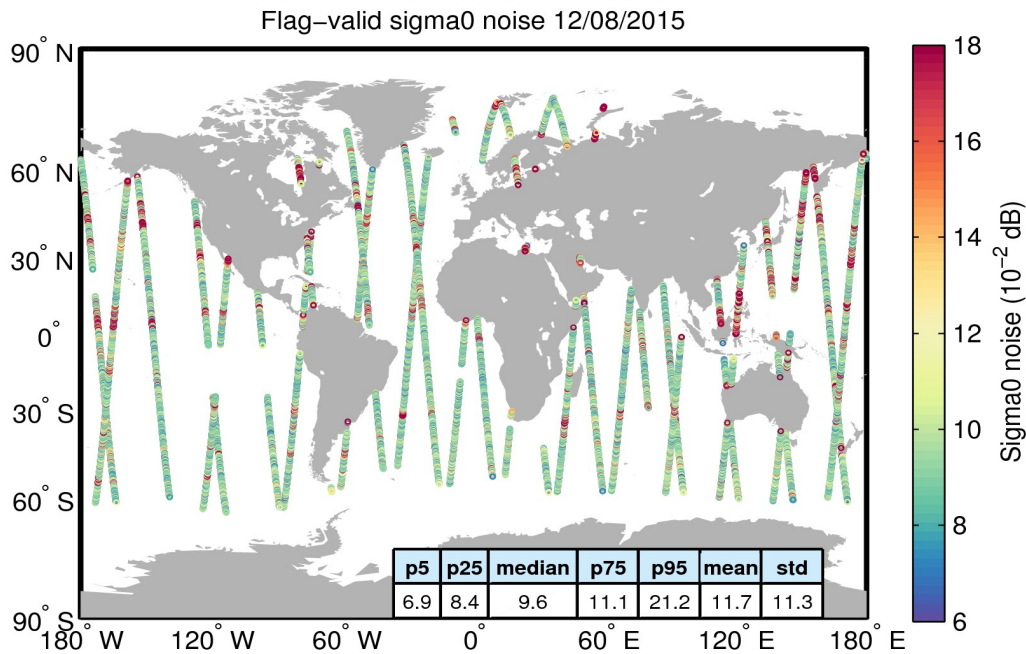 Flag−valid sigma0 noise 12/08/2015
90° N
60° N
30° N
0°
30° S
60° S
90° S
180° W
120° W
60° W
0°
60° E
120° E
180° E
p5 p25 median p75 p95 mean std
6.9 8.4 9.6 11.1 21.2 11.7 11.3
18
16
14
12
10
8
6
Sigma0 noise (10⁻² dB)